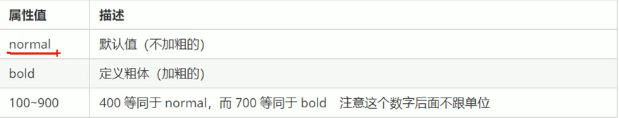 属性值 描述
normal 默认值（不加粗的）
bold 定义粗体（加粗的）
100~900 400 等同于 normal，而 700 等同于 bold 注意这个数字后面不跟单位